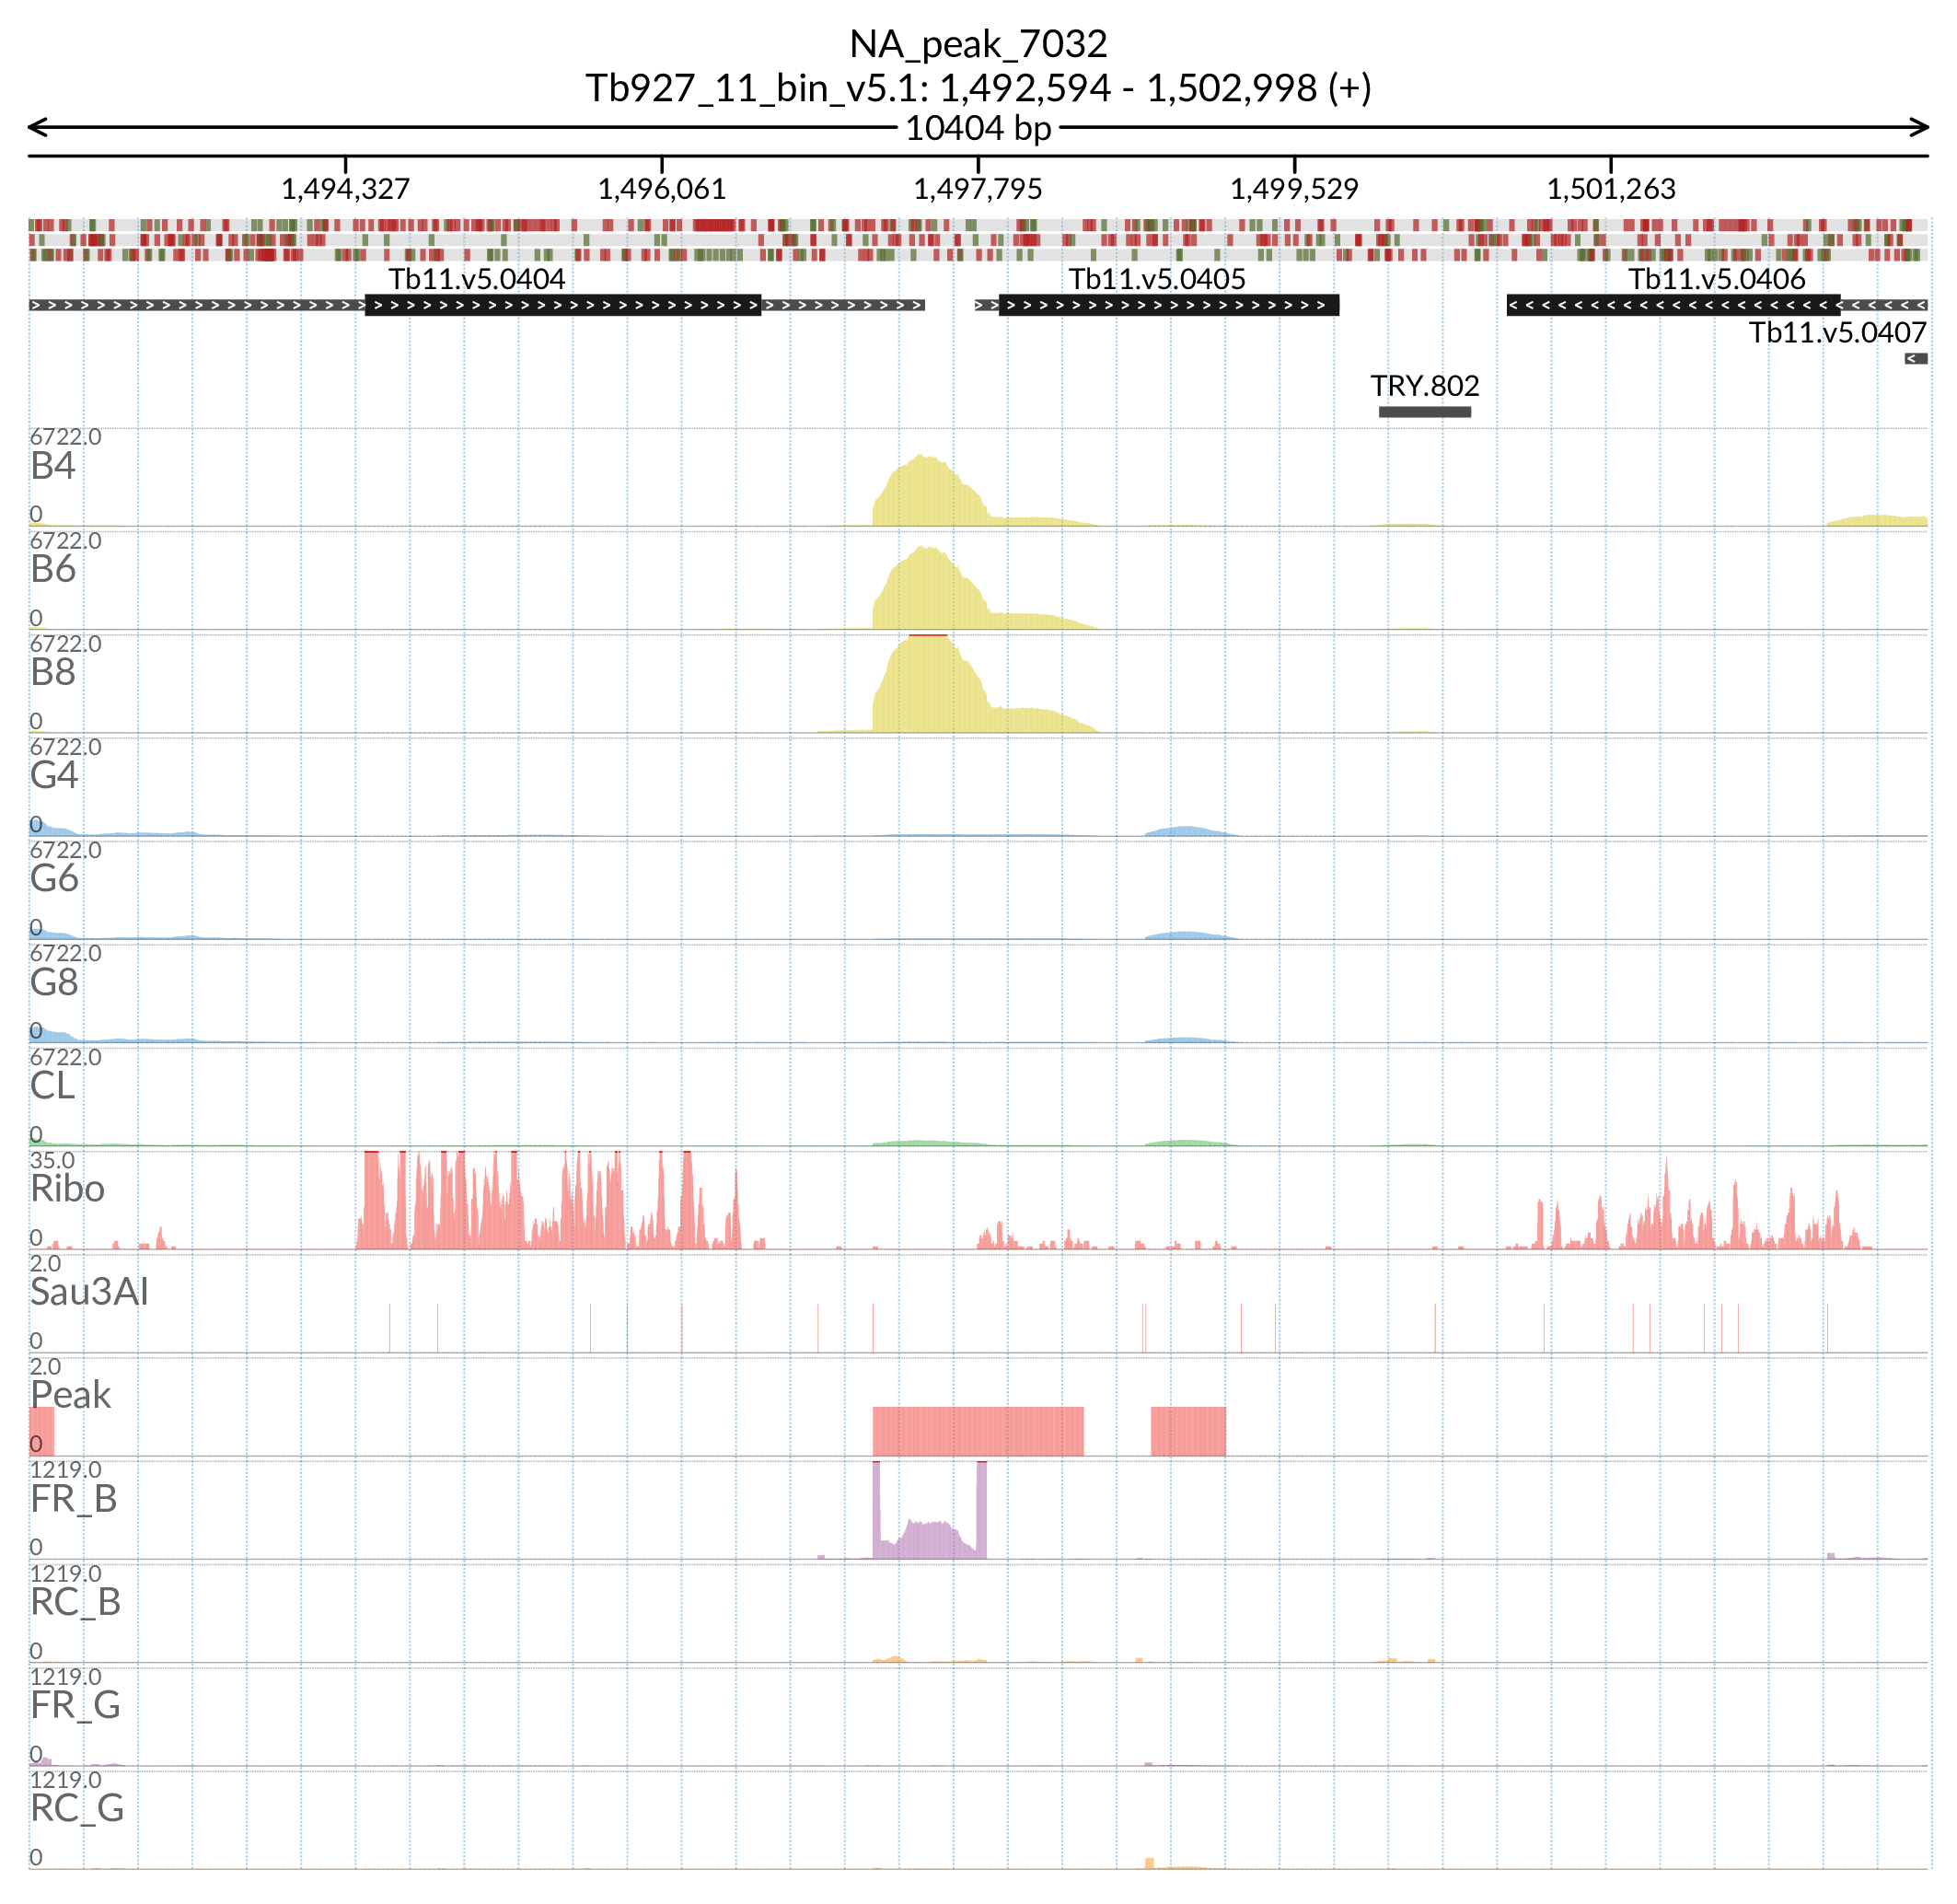 NA_peak_7032
Tb927_11_bin_v5.1: 1,492,594 - 1,502,998 (+)
10404 bp
1,494,327 1,496,061 1,497,795 1,499,529 1,501,263
Tb11.v5.0404 Tb11.v5.0405 Tb11.v5.0406
Tb11.v5.0407
TRY.802
6722.0
B4
0
6722.0
B6
0
6722.0
B8
0
6722.0
G4
0
6722.0
G6
0
6722.0
G8
0
6722.0
CL
0
35.0
Ribo
0
2.0
Sau3AI
0
2.0
Peak
0
1219.0
FR_B
0
1219.0
RC_B
0
1219.0
FR_G
0
1219.0
RC_G
0